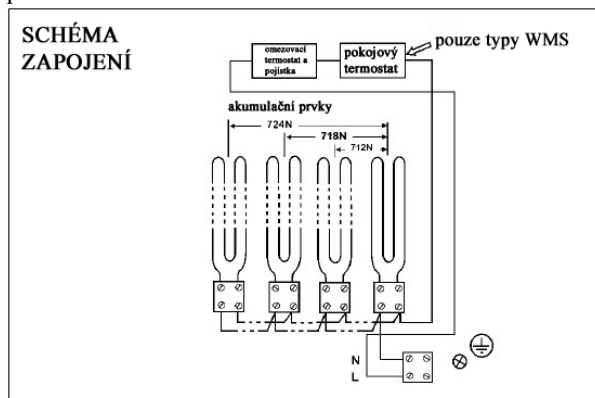 SCHÉMA
ZAPOJENÍ
omezovací
termostat a
pojistka
pokojový
termostat
pouze typy WMS
akumulační prvky
724N
718N
712N
N
L